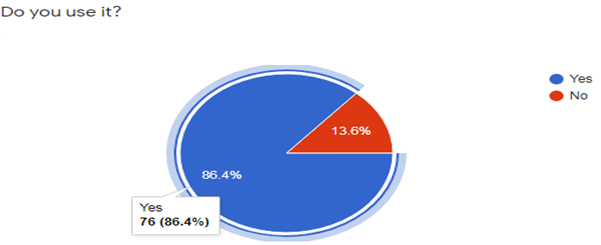 Do you use it?
Yes
No
13.6%
86.4%
Yes
76 (86.4%)